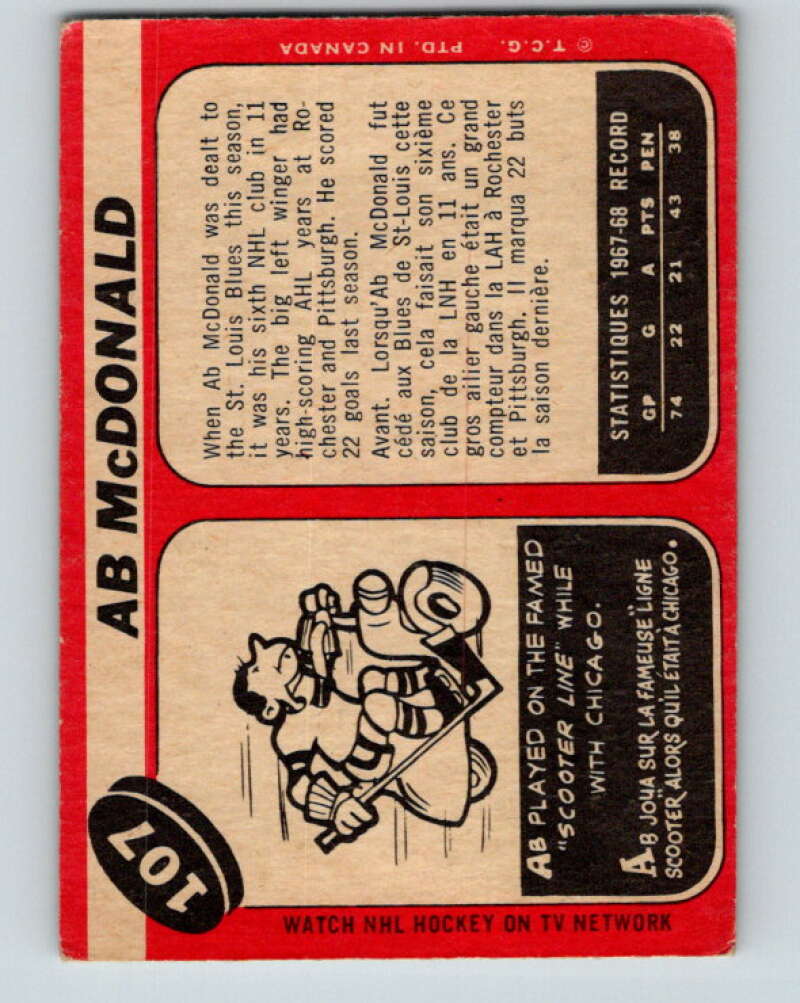 107
AB McDONALD
AB PLAYED ON THE FAMED
"SCOOTER LINE" WHILE
WITH CHICAGO.
AB JOUA SUR LA FAMEUSE "LIGNE
SCOOTER" ALORS QU'IL ÉTAIT À CHICAGO.
WATCH NHL HOCKEY ON TV NETWORK
When Ab McDonald was dealt to
the St. Louis Blues this season,
it was his sixth NHL club in 11
years. The big left winger had
high-scoring AHL years at Ro-
chester and Pittsburgh. He scored
22 goals last season.
Avant. Lorsqu'Ab McDonald fut
cédé aux Blues de St-Louis cette
saison, cela faisait son sixième
club de la LNH en 11 ans. Ce
gros ailier gauche était un grand
compteur dans la LAH à Rochester
et Pittsburgh. Il marqua 22 buts
la saison dernière.
STATISTIQUES 1967-68 RECORD
GP G A PTS PEN
74 22 21 43 38
© T.C.G. PTD. IN CANADA